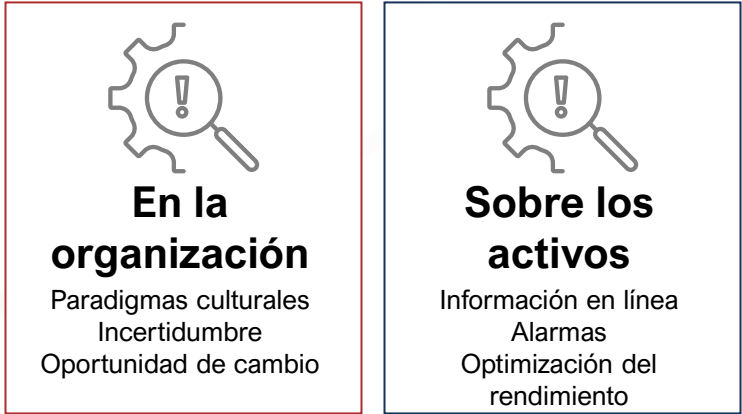 En la
organización
Paradigmas culturales
Incertidumbre
Oportunidad de cambio
Sobre los
activos
Información en línea
Alarmas
Optimización del
rendimiento